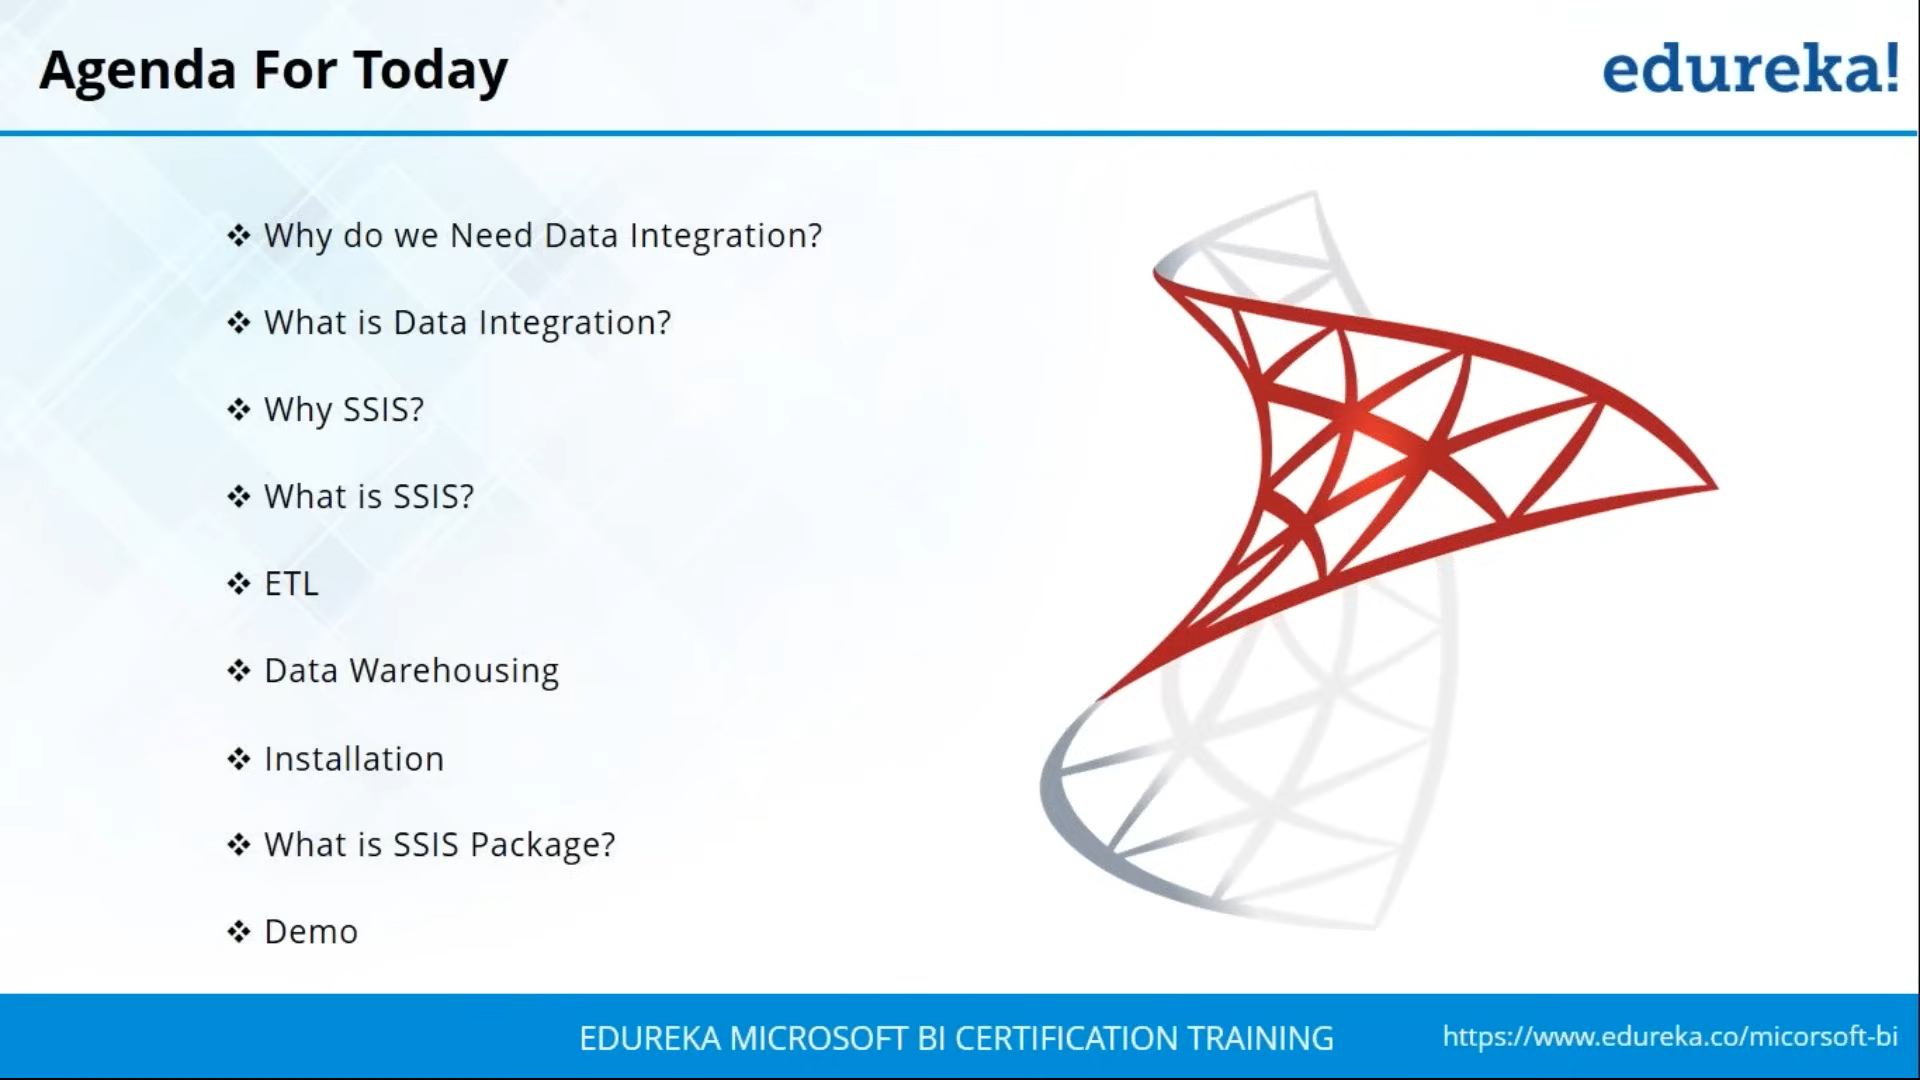 Agenda For Today
edureka!
❖ Why do we Need Data Integration?
❖ What is Data Integration?
❖ Why SSIS?
❖ What is SSIS?
❖ ETL
❖ Data Warehousing
❖ Installation
❖ What is SSIS Package?
❖ Demo
EDUREKA MICROSOFT BI CERTIFICATION TRAINING
https://www.edureka.co/micorsoft-bi